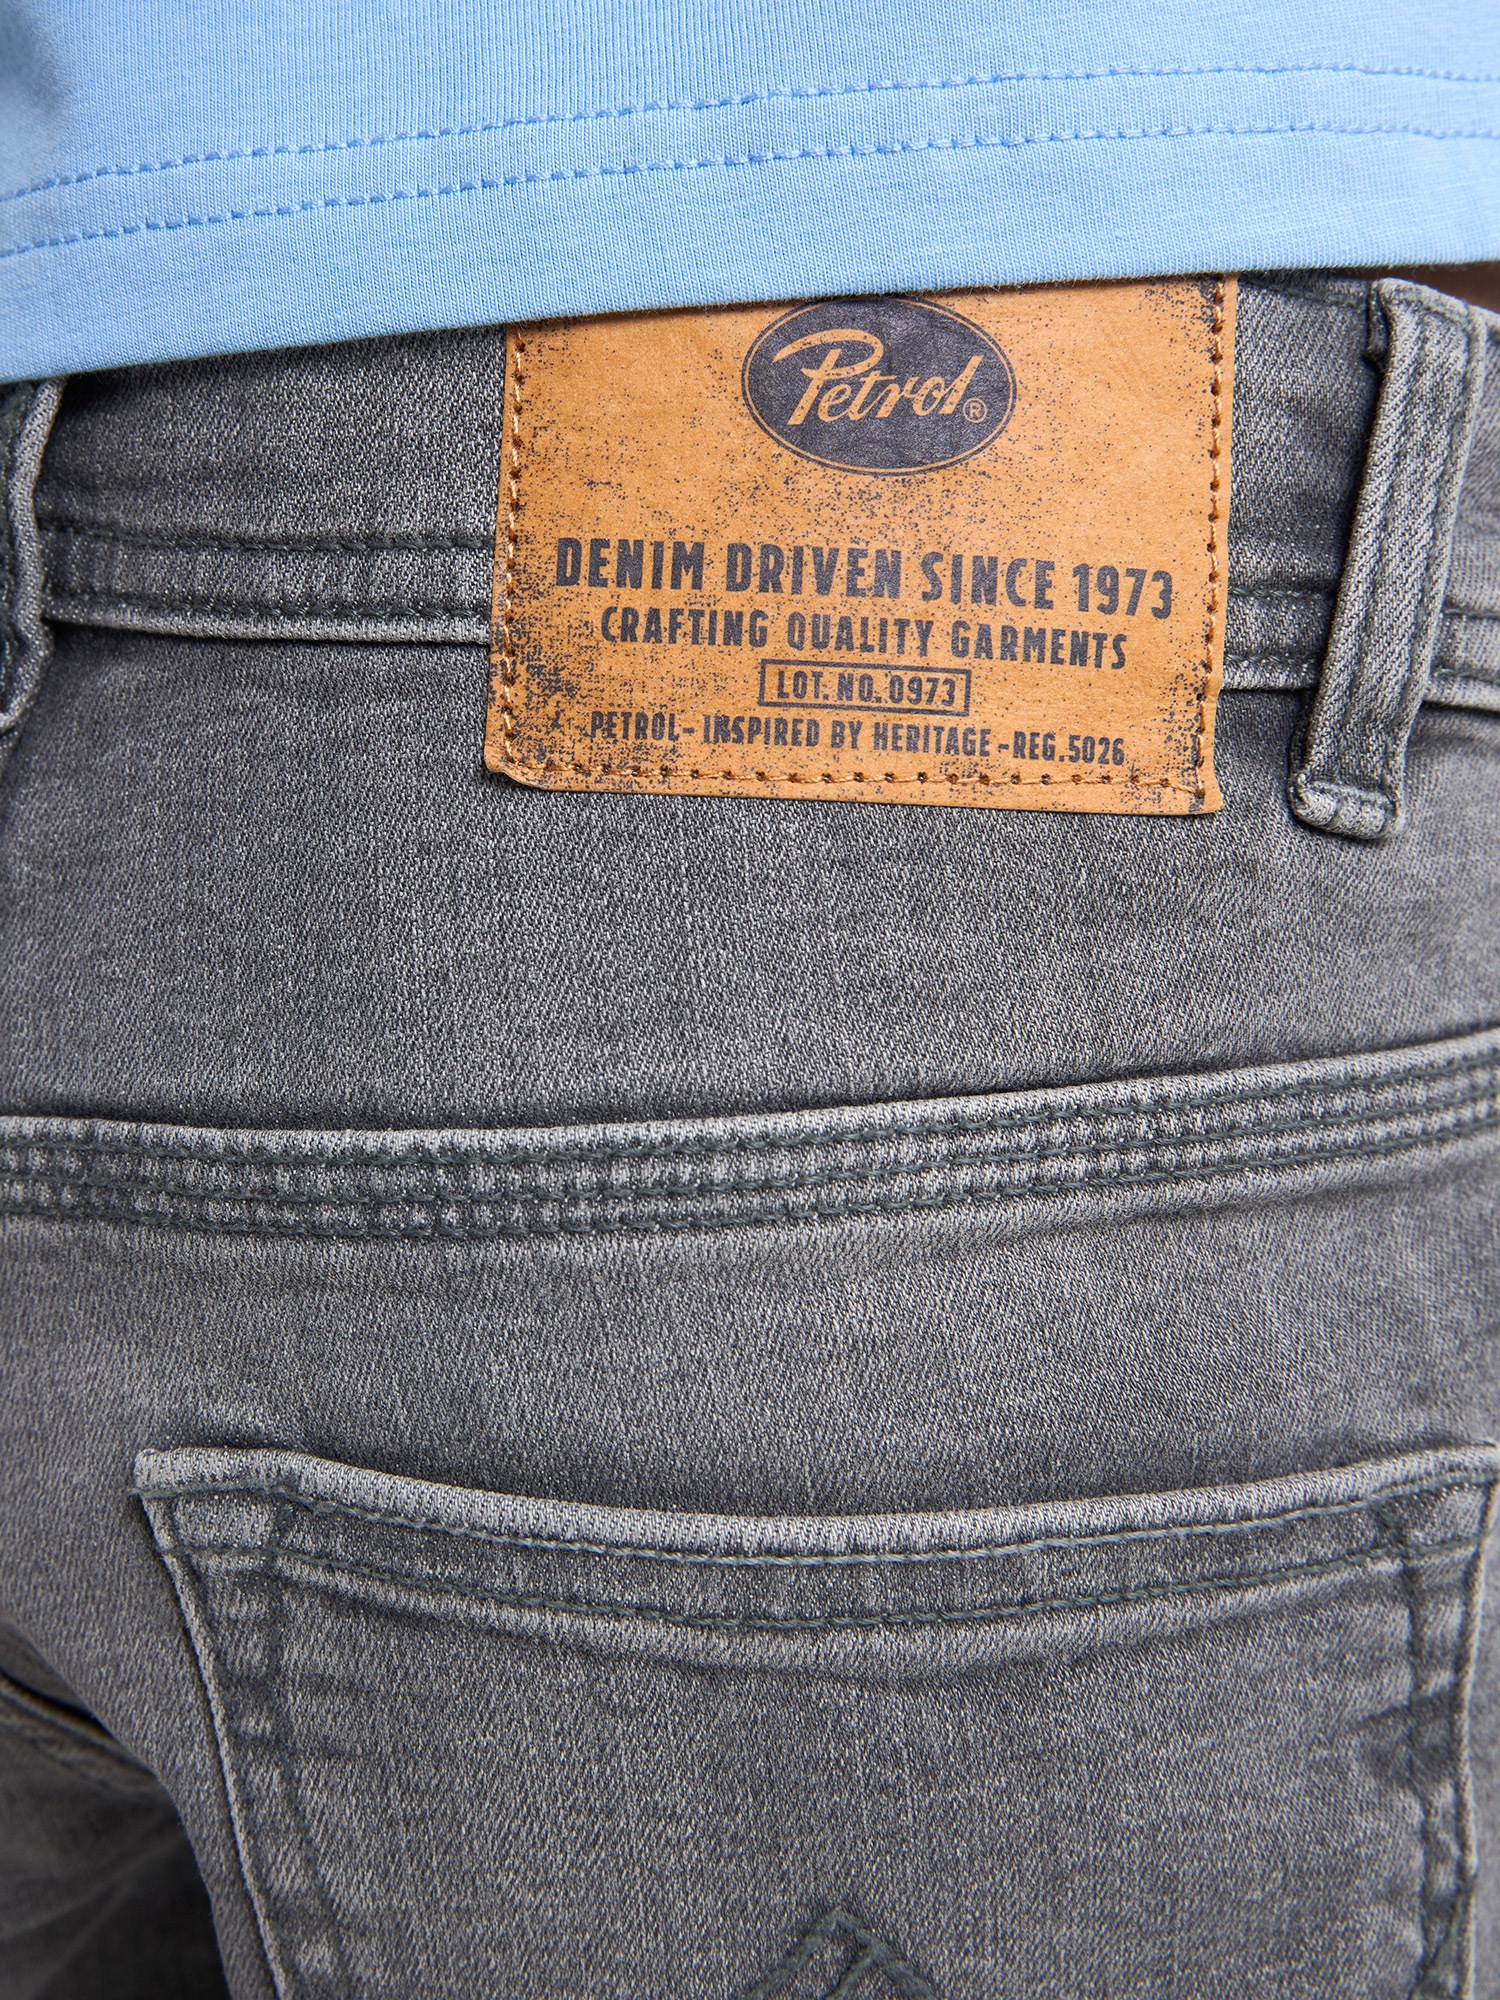 Petrol®
DENIM DRIVEN SINCE 1973
CRAFTING QUALITY GARMENTS
LOT. NO. 0973
PETROL - INSPIRED BY HERITAGE - REG. 5026